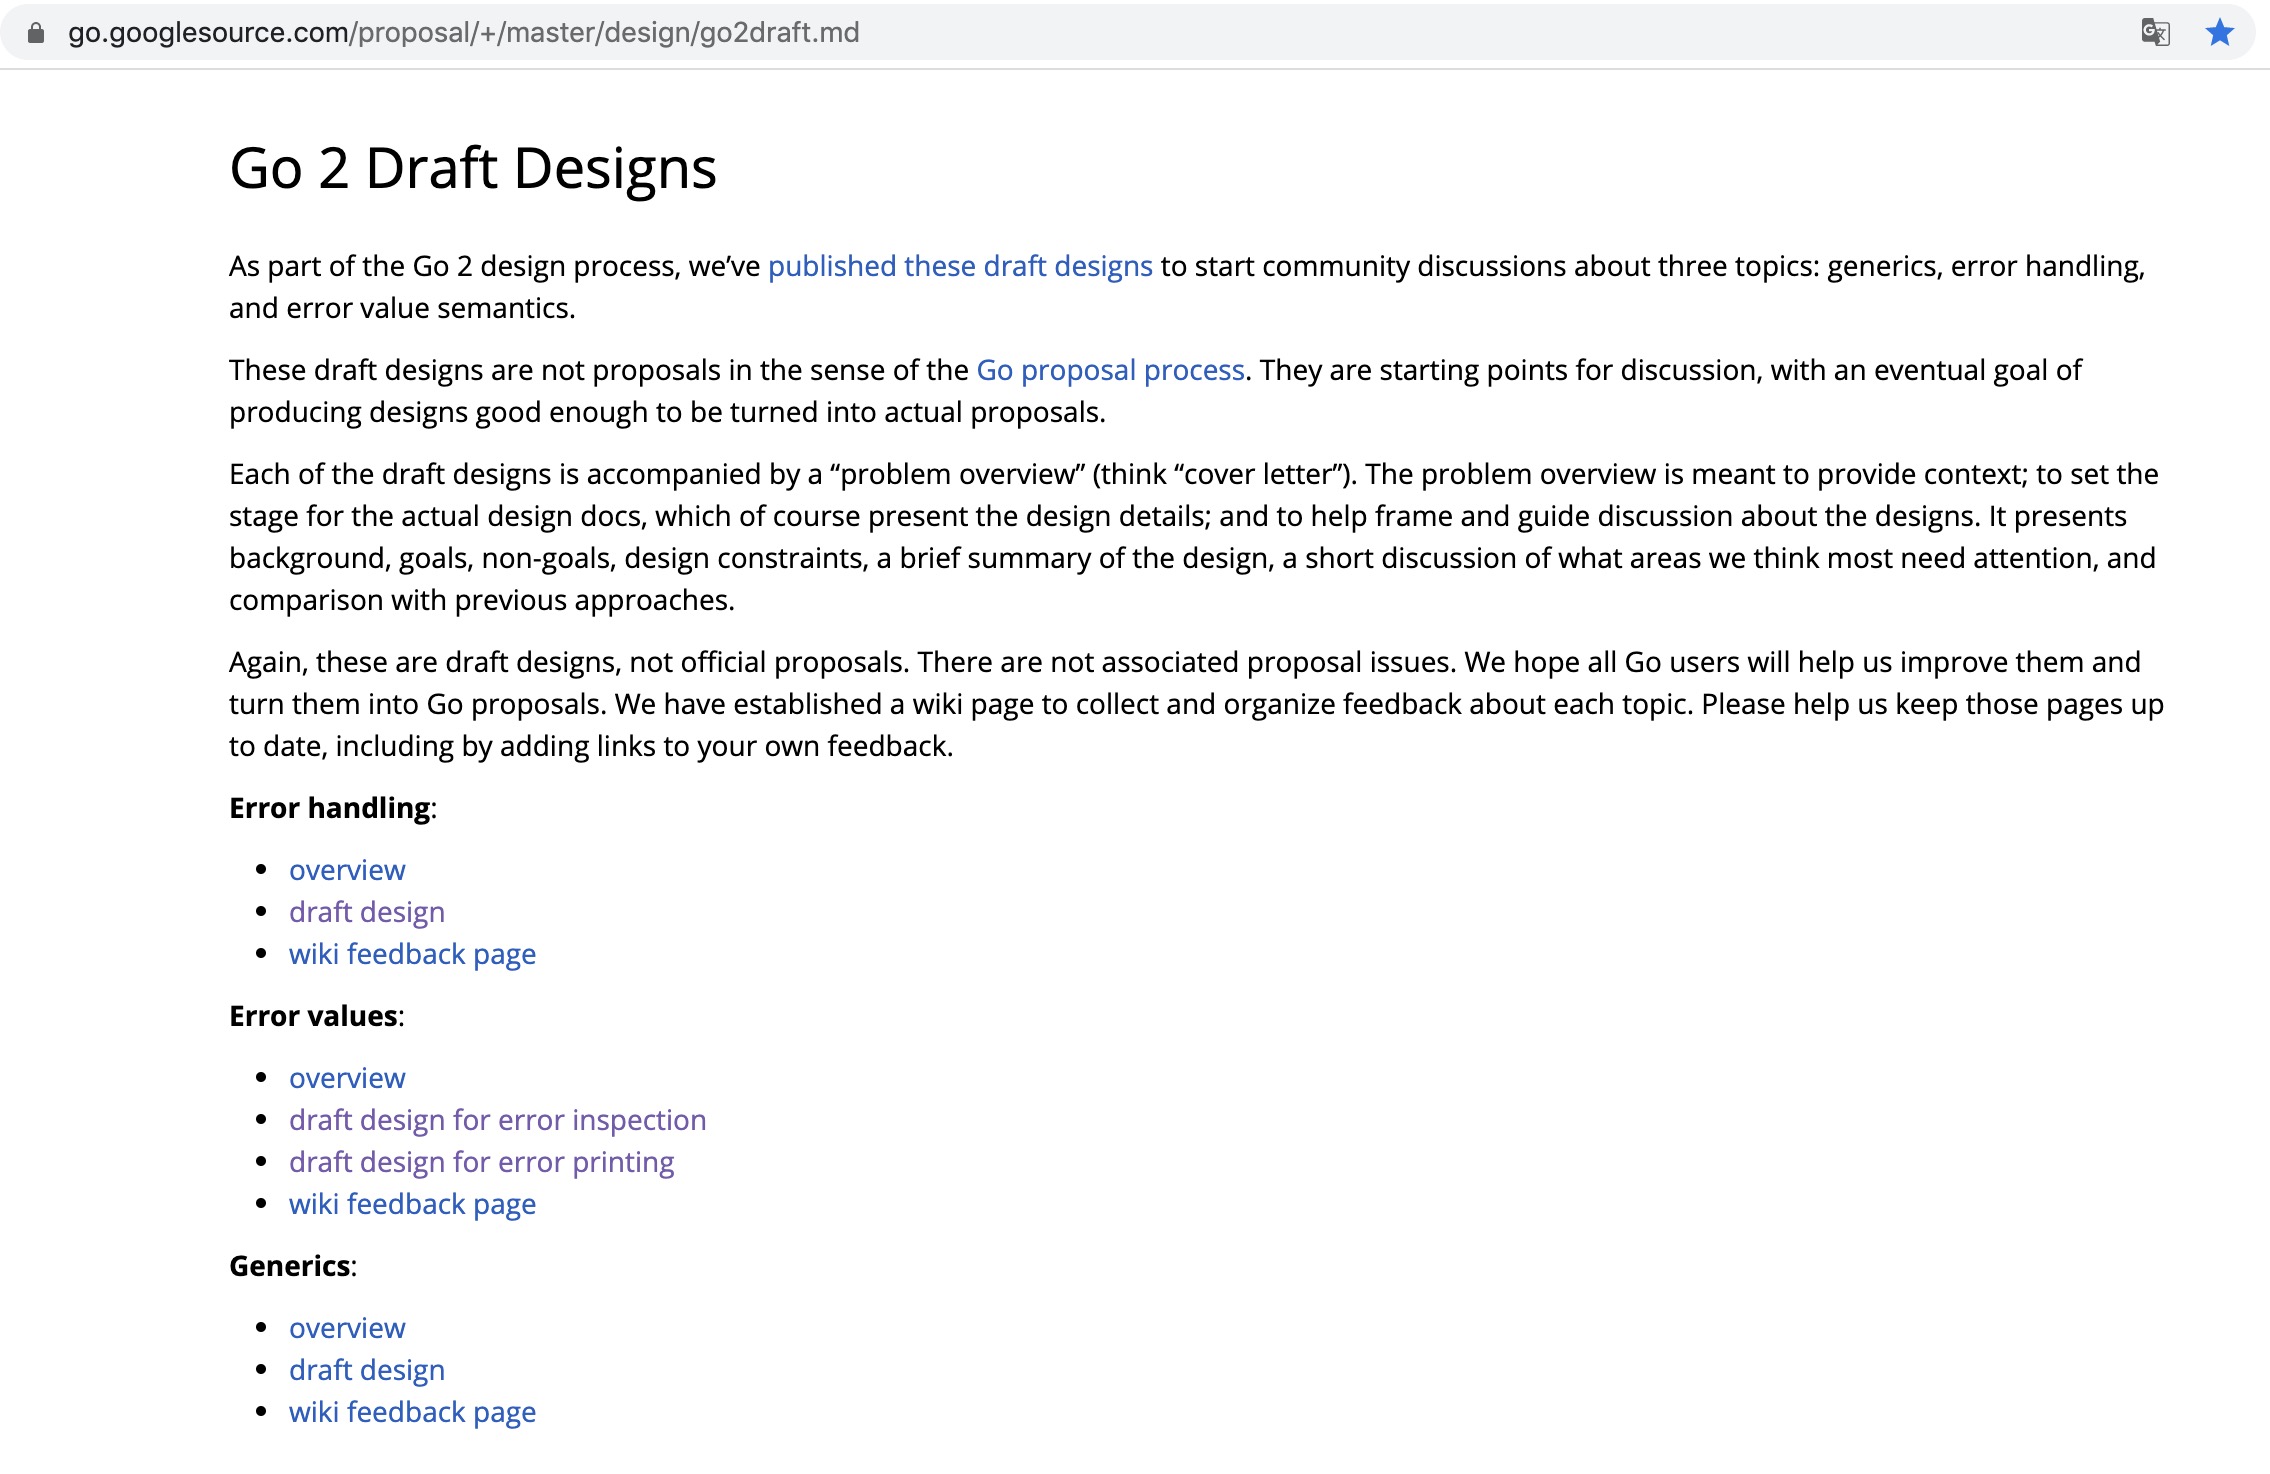 go.googlesource.com/proposal/+/master/design/go2draft.md
Go 2 Draft Designs
As part of the Go 2 design process, we’ve published these draft designs to start community discussions about three topics: generics, error handling,
and error value semantics.
These draft designs are not proposals in the sense of the Go proposal process. They are starting points for discussion, with an eventual goal of
producing designs good enough to be turned into actual proposals.
Each of the draft designs is accompanied by a “problem overview” (think “cover letter”). The problem overview is meant to provide context; to set the
stage for the actual design docs, which of course present the design details; and to help frame and guide discussion about the designs. It presents
background, goals, non-goals, design constraints, a brief summary of the design, a short discussion of what areas we think most need attention, and
comparison with previous approaches.
Again, these are draft designs, not official proposals. There are not associated proposal issues. We hope all Go users will help us improve them and
turn them into Go proposals. We have established a wiki page to collect and organize feedback about each topic. Please help us keep those pages up
to date, including by adding links to your own feedback.
Error handling:
• overview
• draft design
• wiki feedback page
Error values:
• overview
• draft design for error inspection
• draft design for error printing
• wiki feedback page
Generics:
• overview
• draft design
• wiki feedback page